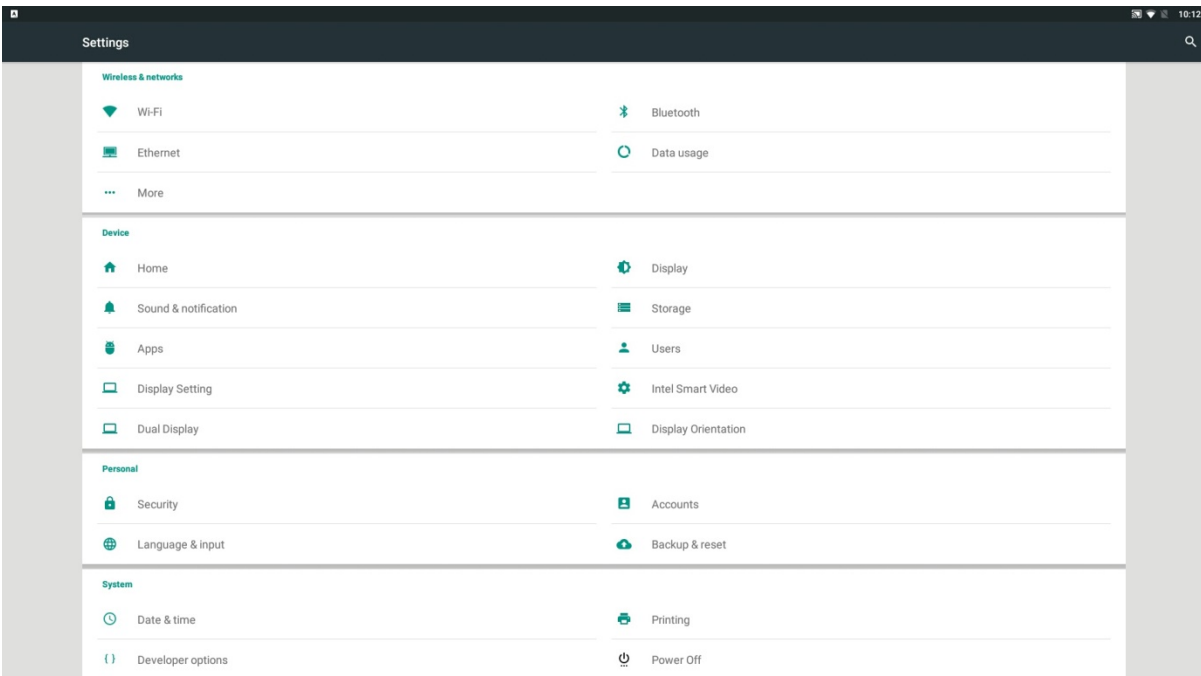 10:12
Settings
Wireless & networks
Wi-Fi
Bluetooth
Ethernet
Data usage
More
Device
Home
Display
Sound & notification
Storage
Apps
Users
Display Setting
Intel Smart Video
Dual Display
Display Orientation
Personal
Security
Accounts
Language & input
Backup & reset
System
Date & time
Printing
Developer options
Power Off